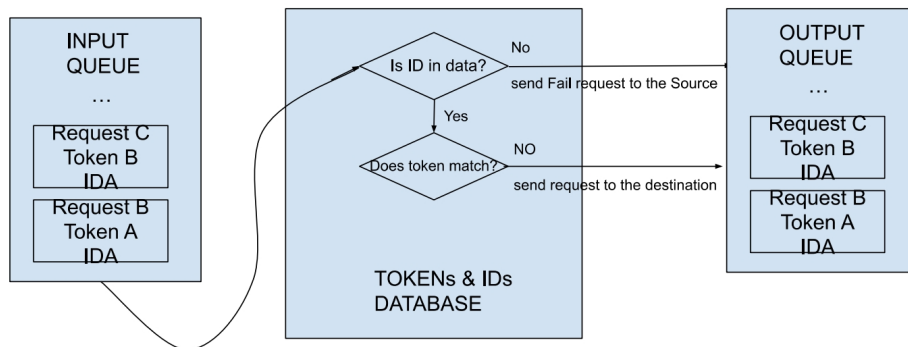 INPUT
QUEUE
...
Request C
Token B
IDA
Request B
Token A
IDA
Is ID in data?
No
send Fail request to the Source
Yes
Does token match?
NO
send request to the destination
TOKENs & IDs
DATABASE
OUTPUT
QUEUE
...
Request C
Token B
IDA
Request B
Token A
IDA